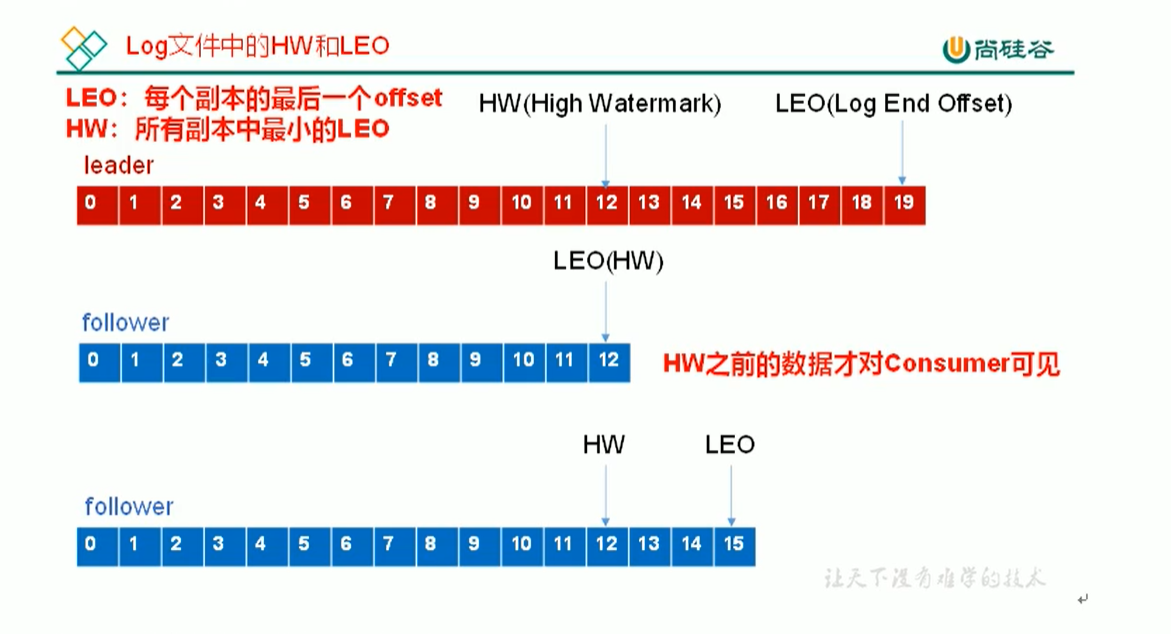 Log文件中的HW和LEO
尚硅谷
LEO：每个副本的最后一个offset
HW：所有副本中最小的LEO
HW(High Watermark)
LEO(Log End Offset)
leader
0 1 2 3 4 5 6 7 8 9 10 11 12 13 14 15 16 17 18 19
LEO(HW)
follower
0 1 2 3 4 5 6 7 8 9 10 11 12
HW之前的数据才对Consumer可见
HW
LEO
follower
0 1 2 3 4 5 6 7 8 9 10 11 12 13 14 15
让天下没有难学的技术